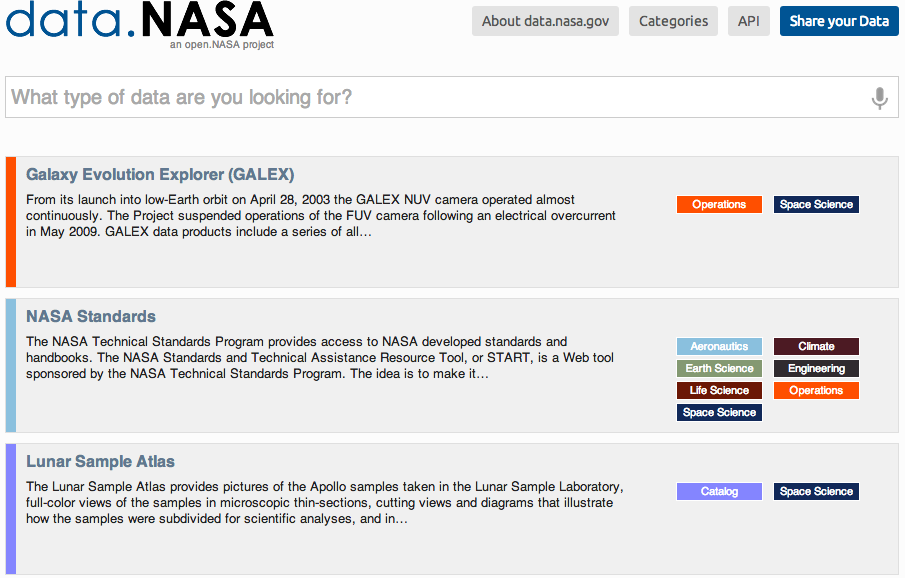 data.NASA
an open.NASA project
About data.nasa.gov
Categories
API
Share your Data
What type of data are you looking for?
Galaxy Evolution Explorer (GALEX)
From its launch into low-Earth orbit on April 28, 2003 the GALEX NUV camera operated almost
continuously. The Project suspended operations of the FUV camera following an electrical overcurrent
in May 2009. GALEX data products include a series of all…
Operations
Space Science
NASA Standards
The NASA Technical Standards Program provides access to NASA developed standards and
handbooks. The NASA Standards and Technical Assistance Resource Tool, or START, is a Web tool
sponsored by the NASA Technical Standards Program. The idea is to make it…
Aeronautics
Climate
Earth Science
Engineering
Life Science
Operations
Space Science
Lunar Sample Atlas
The Lunar Sample Atlas provides pictures of the Apollo samples taken in the Lunar Sample Laboratory,
full-color views of the samples in microscopic thin-sections, cutting views and diagrams that illustrate
how the samples were subdivided for scientific analyses, and in…
Catalog
Space Science